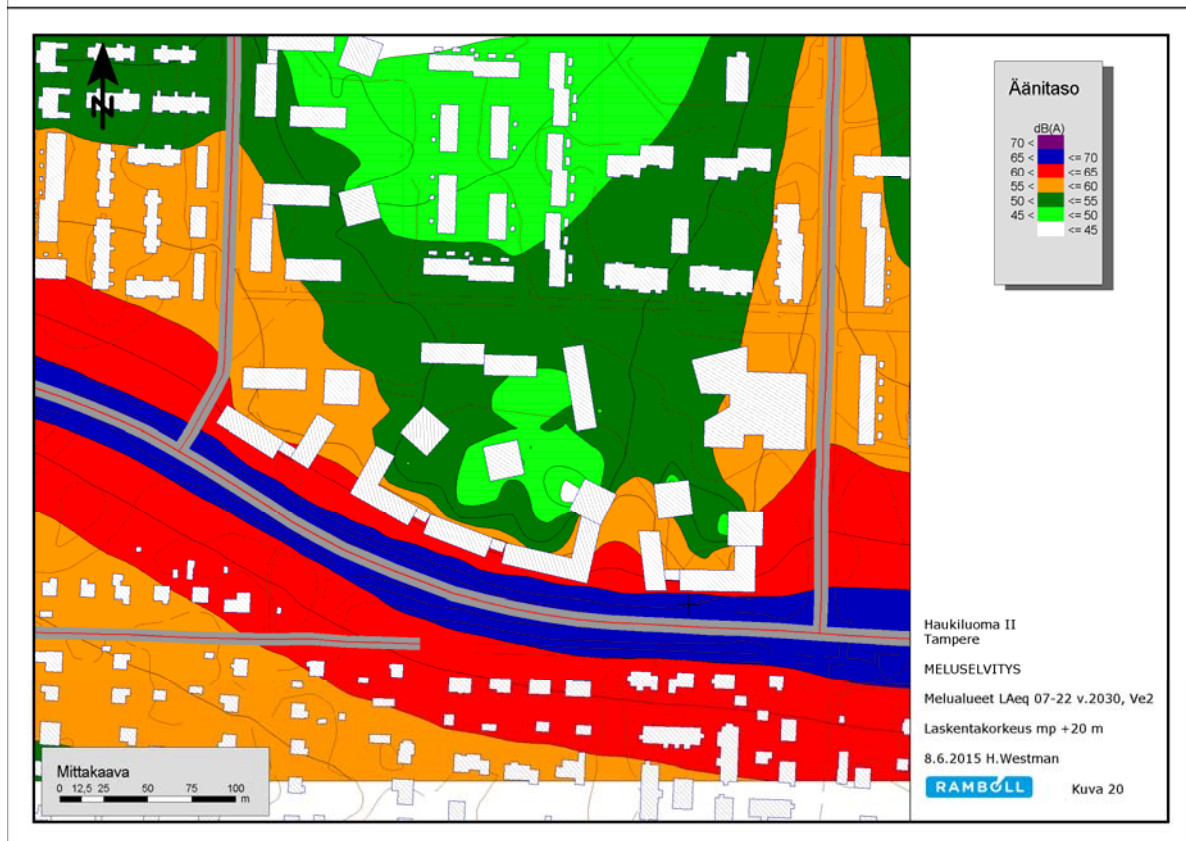 N
Äänitaso
dB(A)
70 <
65 < <= 70
60 < <= 65
55 < <= 60
50 < <= 55
45 < <= 50
<= 45
Haukiluoma II
Tampere
MELUSELVITYS
Melualueet LAeq 07-22 v.2030, Ve2
Laskentakorkeus mp +20 m
8.6.2015 H.Westman
RAMBOLL Kuva 20
Mittakaava
0 12,5 25 50 75 100
m